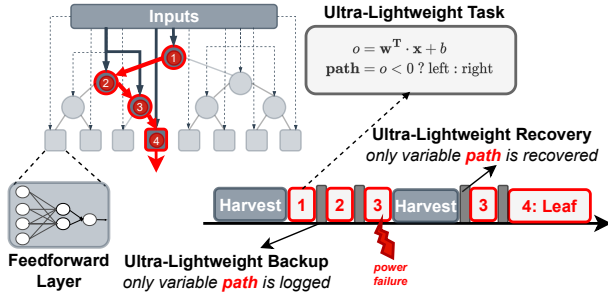 Inputs
Ultra-Lightweight Task
o = w^T · x + b
path = o < 0 ? left : right
1
2
3
4
Ultra-Lightweight Recovery
only variable path is recovered
Harvest
1
2
3
Harvest
3
4: Leaf
Feedforward
Layer
Ultra-Lightweight Backup
only variable path is logged
power
failure